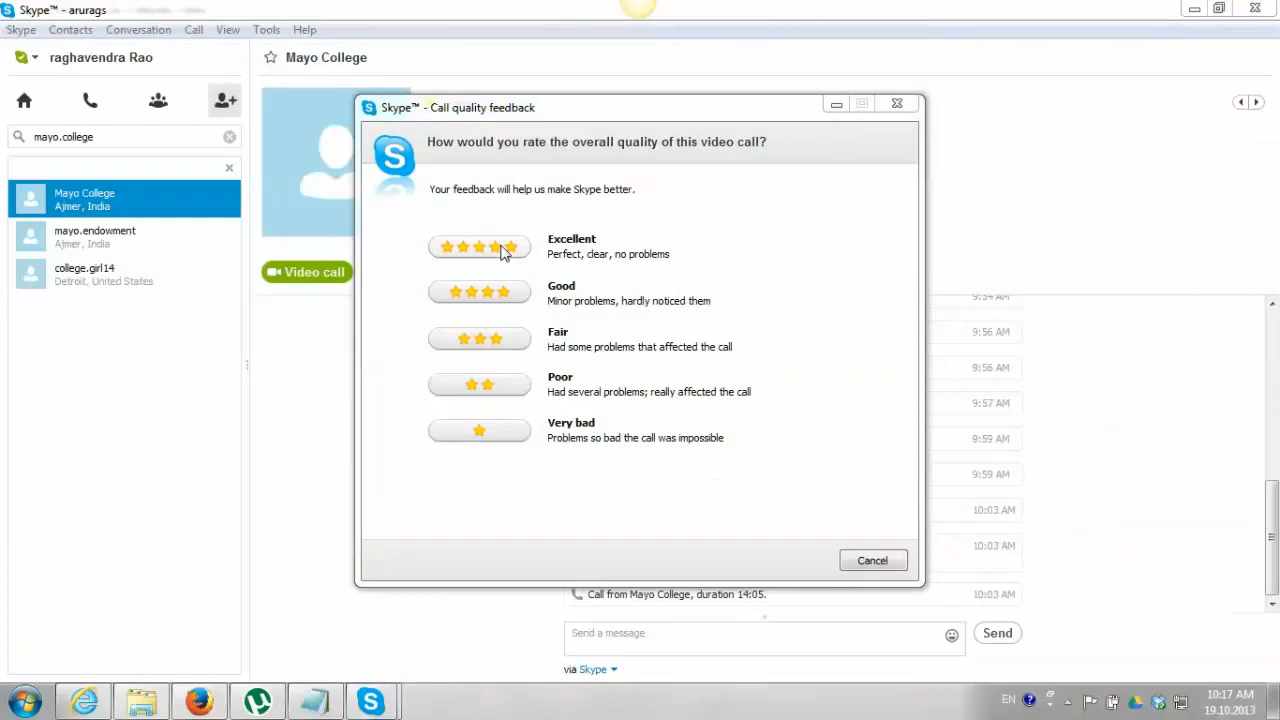 Skype™ - arurags
Skype Contacts Conversation Call View Tools Help
raghavendra Rao
mayo.college
Mayo College
Ajmer, India
mayo.endowment
Ajmer, India
college.girl14
Detroit, United States
Mayo College
Video call
Skype™ - Call quality feedback
How would you rate the overall quality of this video call?
Your feedback will help us make Skype better.
Excellent
Perfect, clear, no problems
Good
Minor problems, hardly noticed them
Fair
Had some problems that affected the call
Poor
Had several problems; really affected the call
Very bad
Problems so bad the call was impossible
Cancel
9:54 AM
9:56 AM
9:56 AM
9:57 AM
9:59 AM
9:59 AM
10:03 AM
10:03 AM
Call from Mayo College, duration 14:05. 10:03 AM
Send a message
Send
via Skype
EN
10:17 AM
19.10.2013